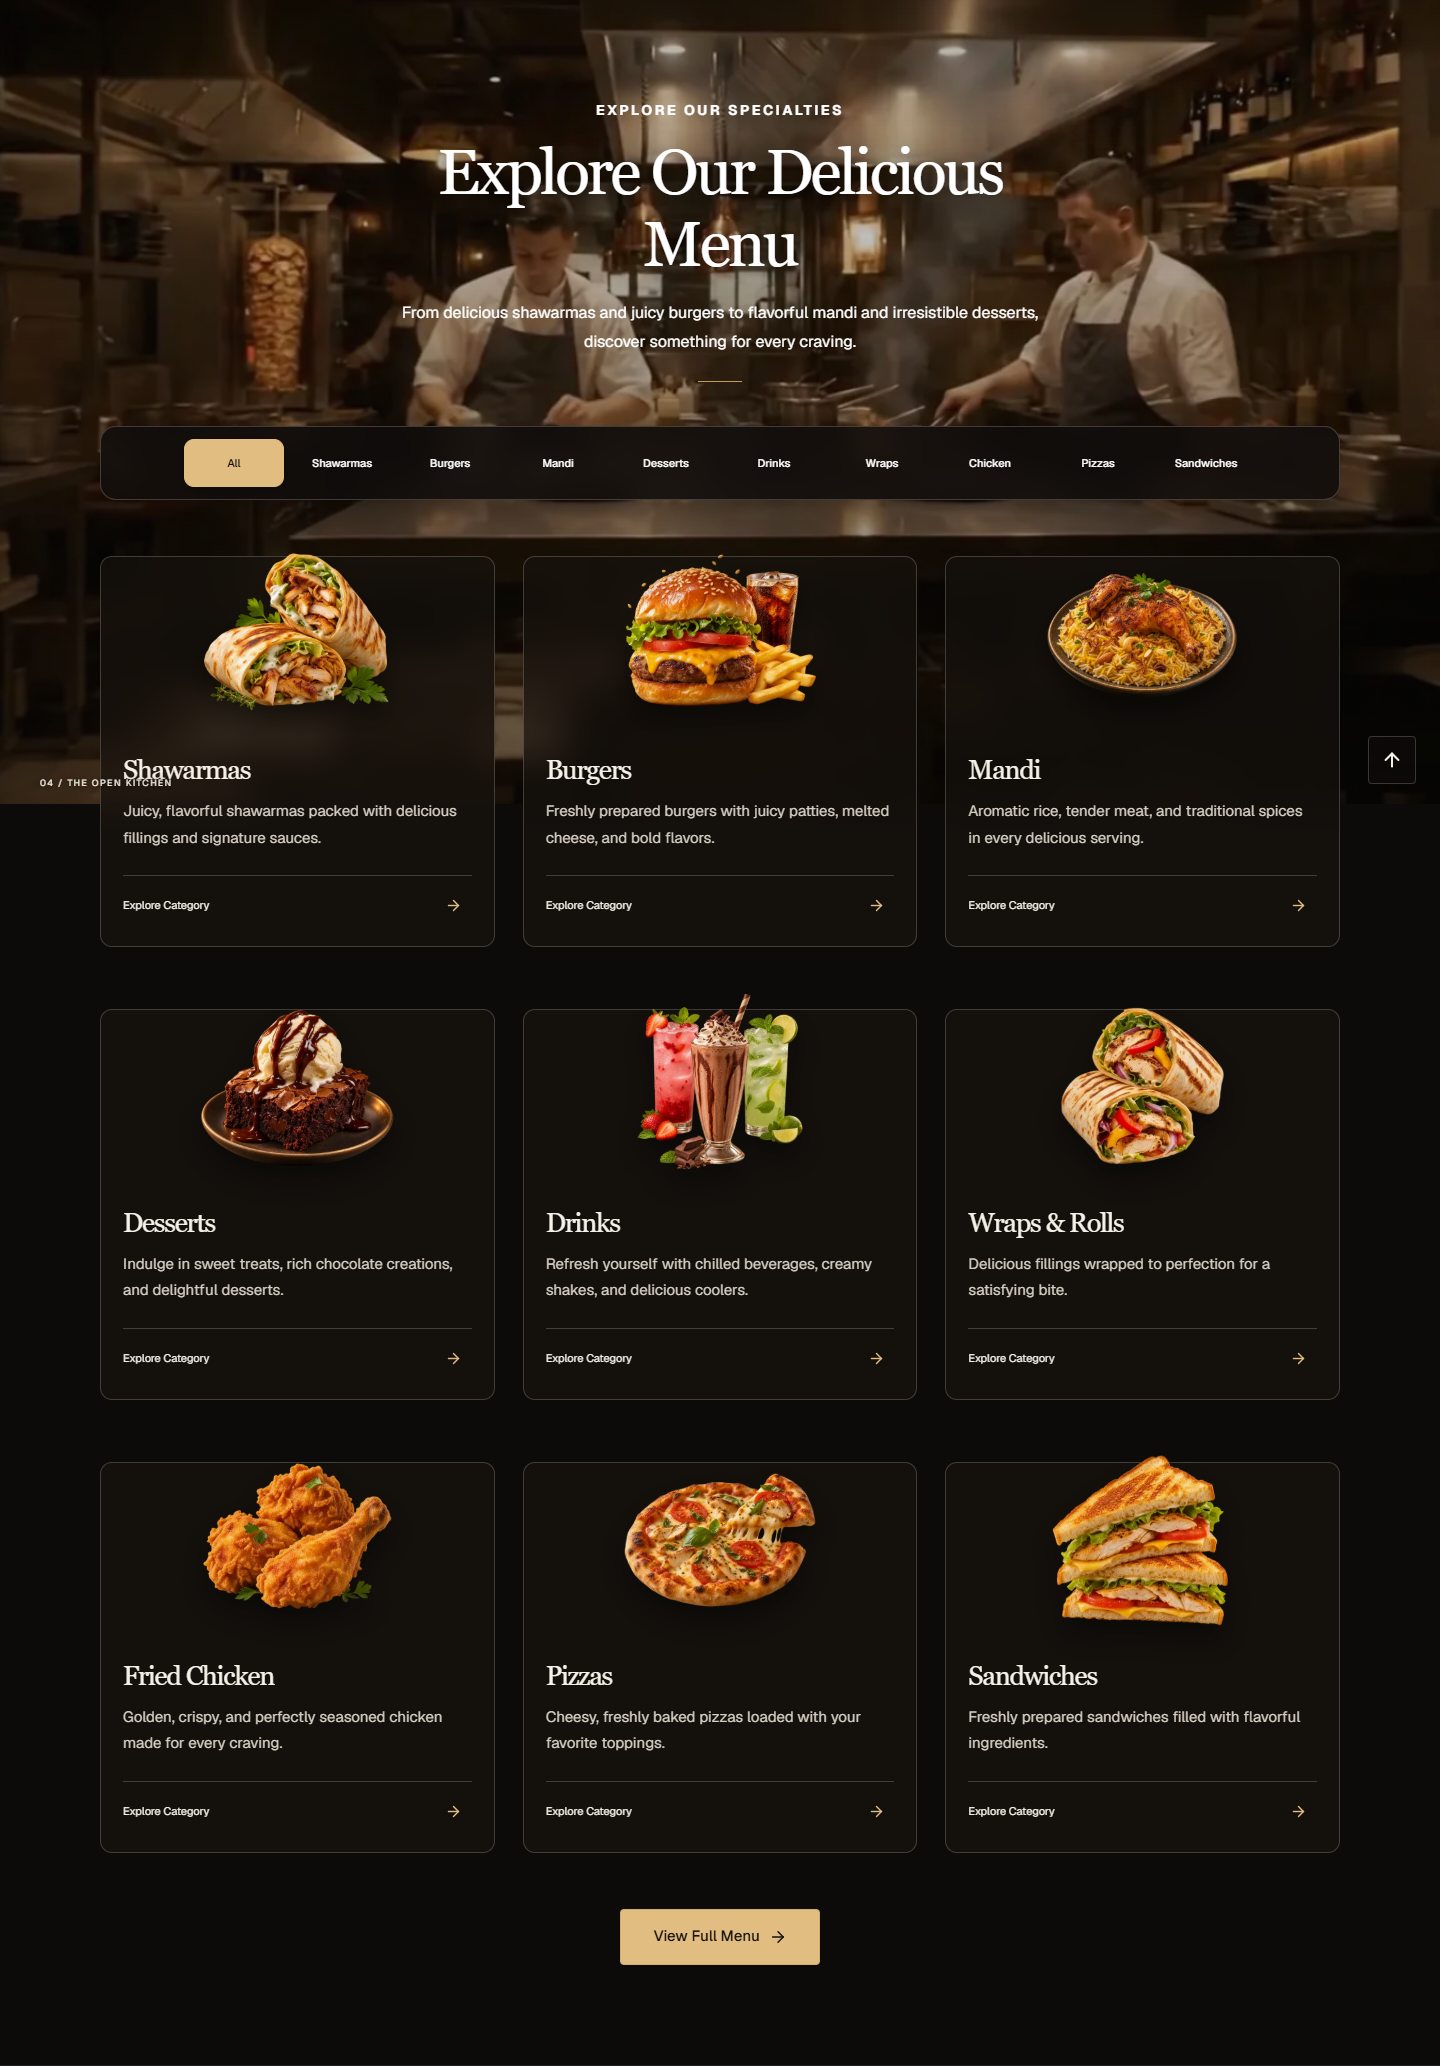 EXPLORE OUR SPECIALTIES
Explore Our Delicious
Menu
From delicious shawarmas and juicy burgers to flavorful mandi and irresistible desserts,
discover something for every craving.
All
Shawarmas
Burgers
Mandi
Desserts
Drinks
Wraps
Chicken
Pizzas
Sandwiches
Shawarmas
04 / THE OPEN KITCHEN
Juicy, flavorful shawarmas packed with delicious
fillings and signature sauces.
Explore Category
Burgers
Freshly prepared burgers with juicy patties, melted
cheese, and bold flavors.
Explore Category
Mandi
Aromatic rice, tender meat, and traditional spices
in every delicious serving.
Explore Category
Desserts
Indulge in sweet treats, rich chocolate creations,
and delightful desserts.
Explore Category
Drinks
Refresh yourself with chilled beverages, creamy
shakes, and delicious coolers.
Explore Category
Wraps & Rolls
Delicious fillings wrapped to perfection for a
satisfying bite.
Explore Category
Fried Chicken
Golden, crispy, and perfectly seasoned chicken
made for every craving.
Explore Category
Pizzas
Cheesy, freshly baked pizzas loaded with your
favorite toppings.
Explore Category
Sandwiches
Freshly prepared sandwiches filled with flavorful
ingredients.
Explore Category
View Full Menu